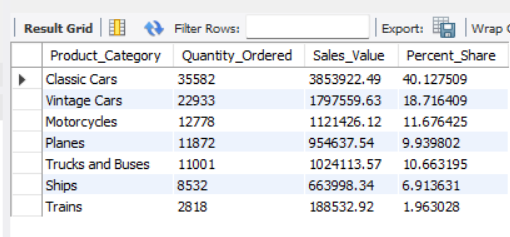 Result Grid Filter Rows: Export: Wrap
Product_Category Quantity_Ordered Sales_Value Percent_Share
Classic Cars 35582 3853922.49 40.127509
Vintage Cars 22933 1797559.63 18.716409
Motorcycles 12778 1121426.12 11.676425
Planes 11872 954637.54 9.939802
Trucks and Buses 11001 1024113.57 10.663195
Ships 8532 663998.34 6.913631
Trains 2818 188532.92 1.963028